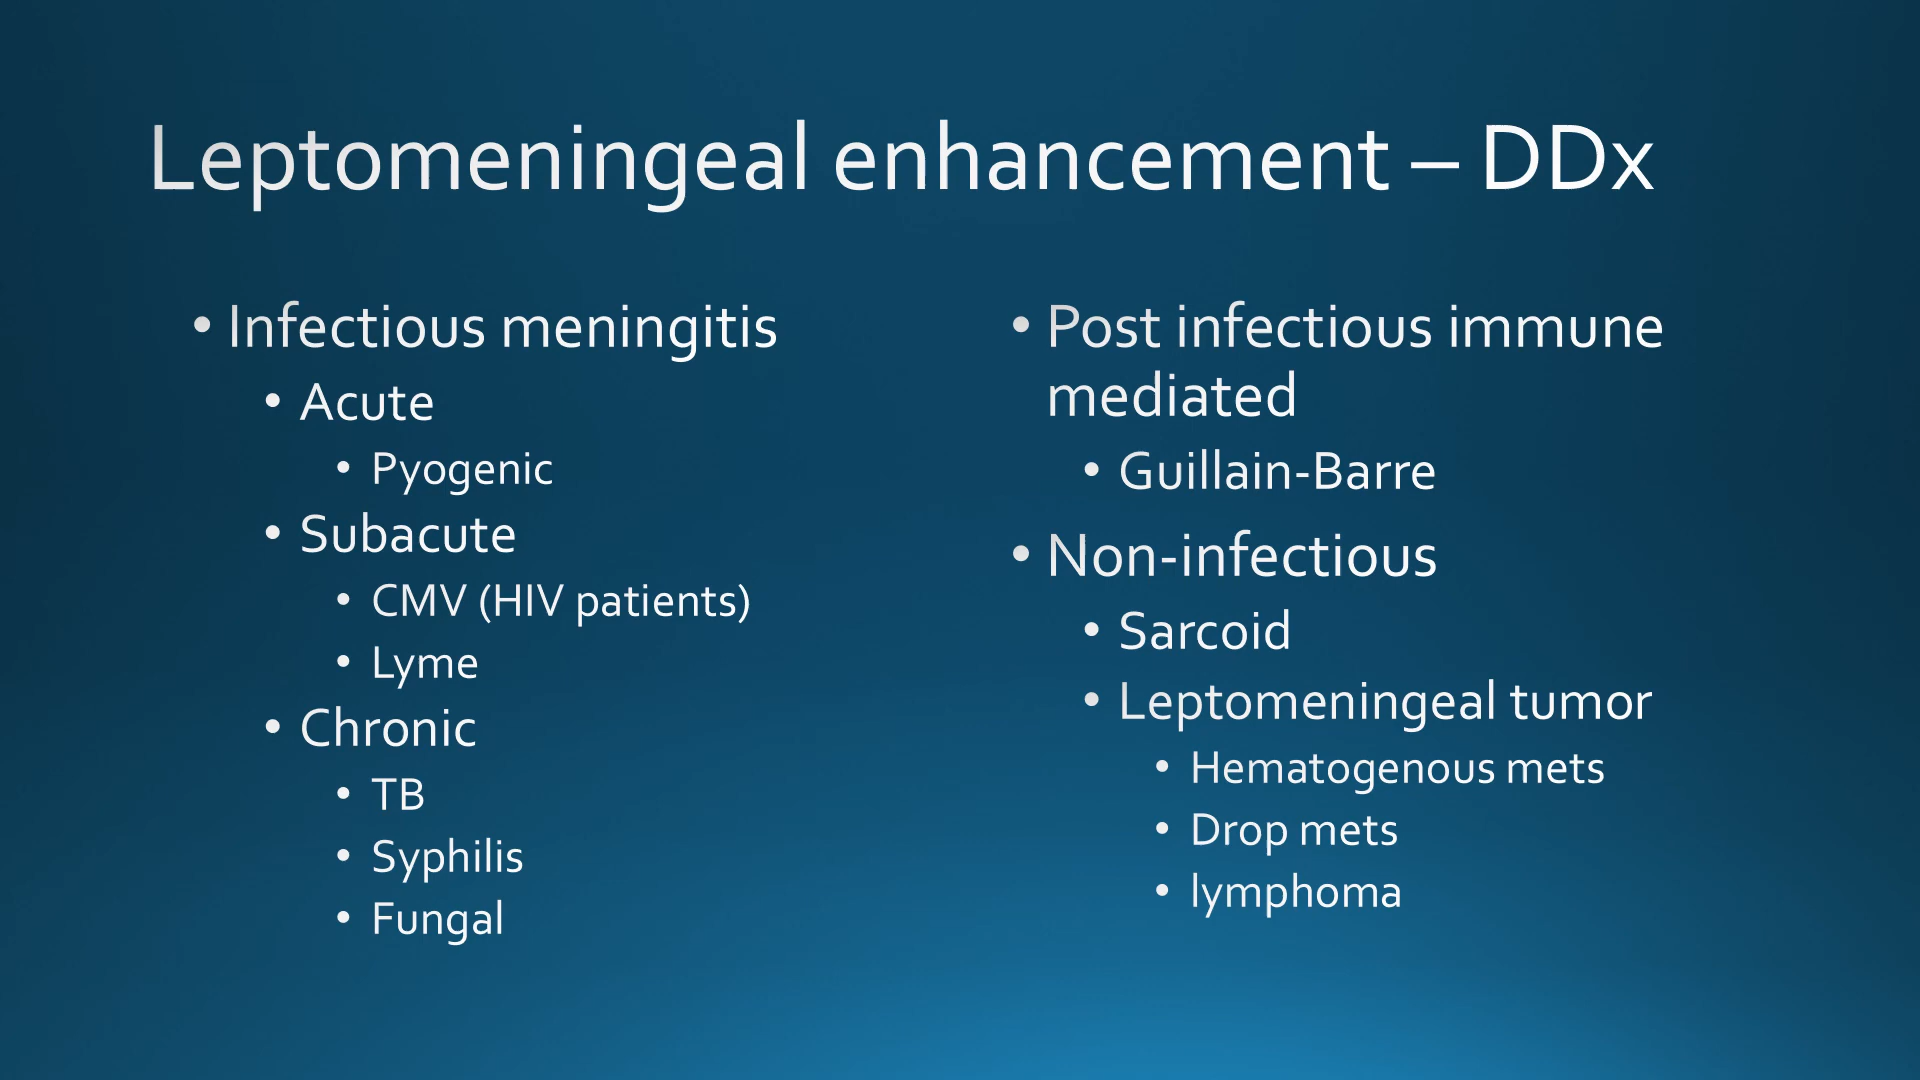 Leptomeningeal enhancement – DDx
• Infectious meningitis
• Acute
• Pyogenic
• Subacute
• CMV (HIV patients)
• Lyme
• Chronic
• TB
• Syphilis
• Fungal
• Post infectious immune
mediated
• Guillain-Barre
• Non-infectious
• Sarcoid
• Leptomeningeal tumor
• Hematogenous mets
• Drop mets
• lymphoma